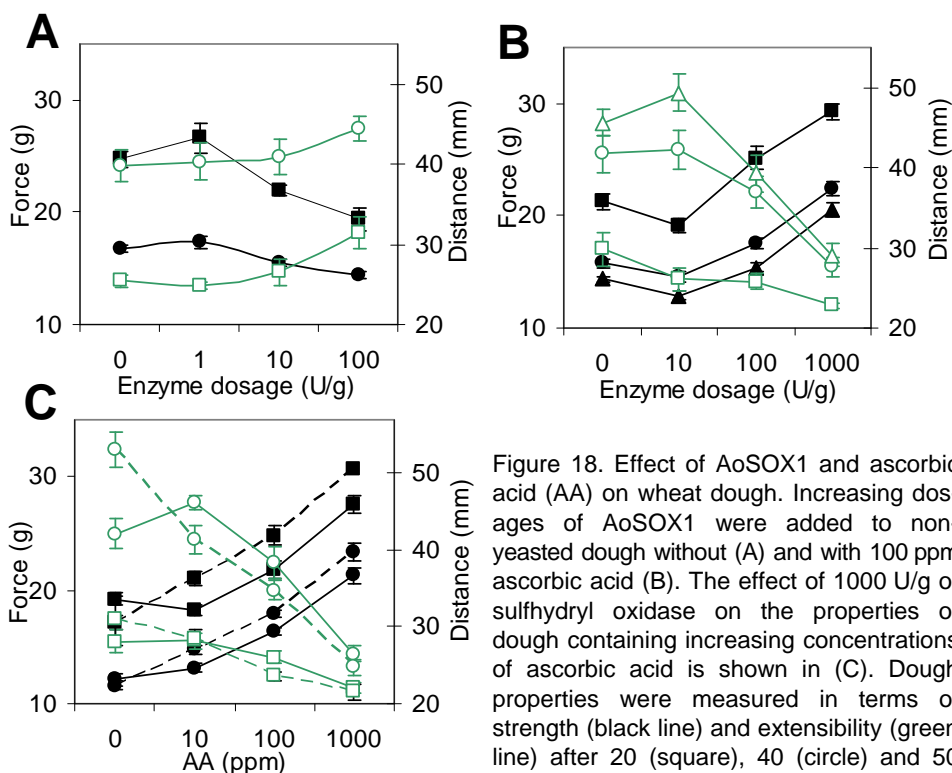 A
B
30
20
10
50
40
30
20
Force (g)
Distance (mm)
0 1 10 100
Enzyme dosage (U/g)
30
20
10
50
40
30
20
Force (g)
Distance (mm)
0 10 100 1000
Enzyme dosage (U/g)
C
30
20
10
50
40
30
20
Force (g)
Distance (mm)
0 10 100 1000
AA (ppm)
Figure 18. Effect of AoSOX1 and ascorbic
acid (AA) on wheat dough. Increasing dos
ages of AoSOX1 were added to non
yeasted dough without (A) and with 100 ppm
ascorbic acid (B). The effect of 1000 U/g o
sulfhydryl oxidase on the properties o
dough containing increasing concentrations
of ascorbic acid is shown in (C). Dough
properties were measured in terms o
strength (black line) and extensibility (green
line) after 20 (square), 40 (circle) and 50